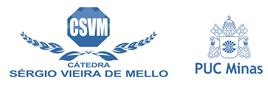 CSVM
CÁTEDRA
SÉRGIO VIEIRA DE MELLO
PUC Minas